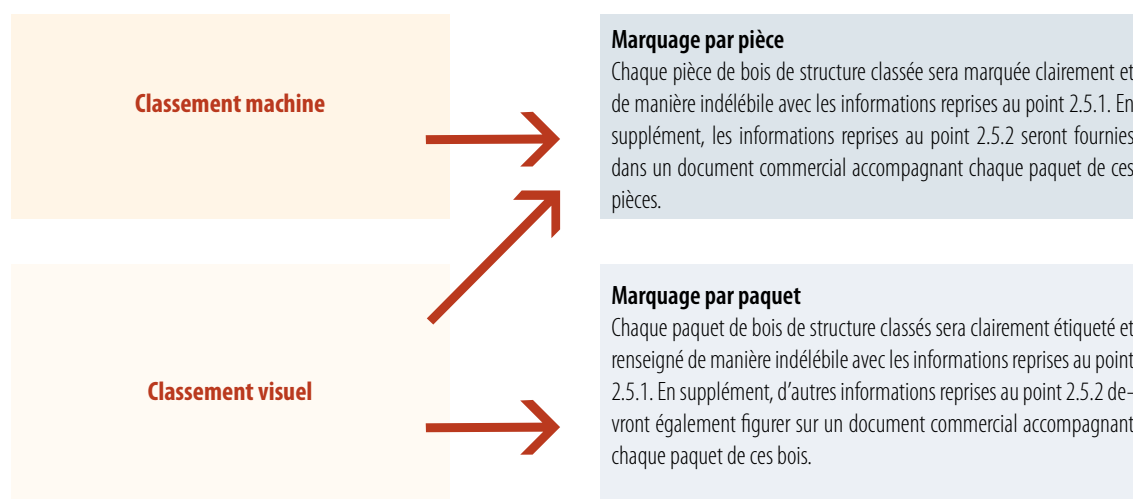 Classement machine
Marquage par pièce
Chaque pièce de bois de structure classée sera marquée clairement et
de manière indélébile avec les informations reprises au point 2.5.1. En
supplément, les informations reprises au point 2.5.2 seront fournies
dans un document commercial accompagnant chaque paquet de ces
pièces.
Classement visuel
Marquage par paquet
Chaque paquet de bois de structure classés sera clairement étiqueté et
renseigné de manière indélébile avec les informations reprises au point
2.5.1. En supplément, d’autres informations reprises au point 2.5.2 de-
vront également figurer sur un document commercial accompagnant
chaque paquet de ces bois.